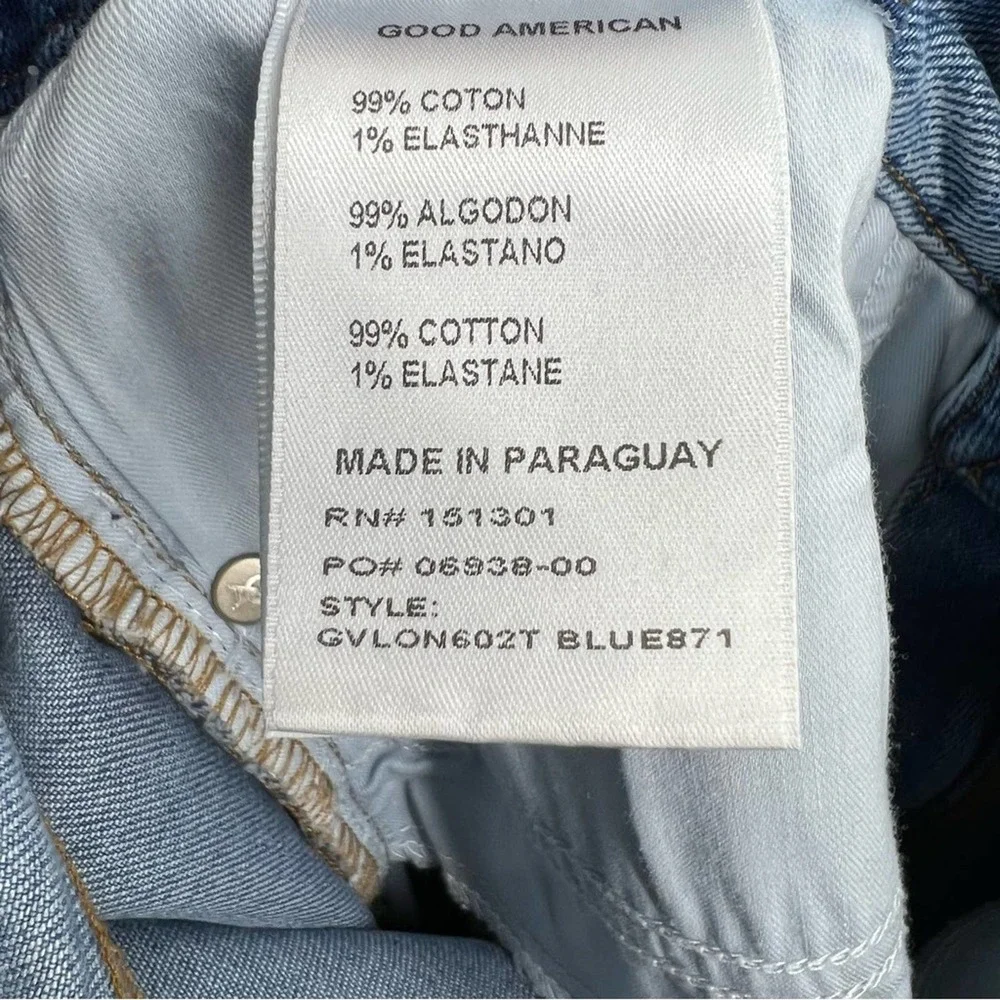 GOOD AMERICAN
99% COTON
1% ELASTHANNE
99% ALGODON
1% ELASTANO
99% COTTON
1% ELASTANE
MADE IN PARAGUAY
RN# 151301
PO# 06938-00
STYLE:
GVLON602T BLUE871